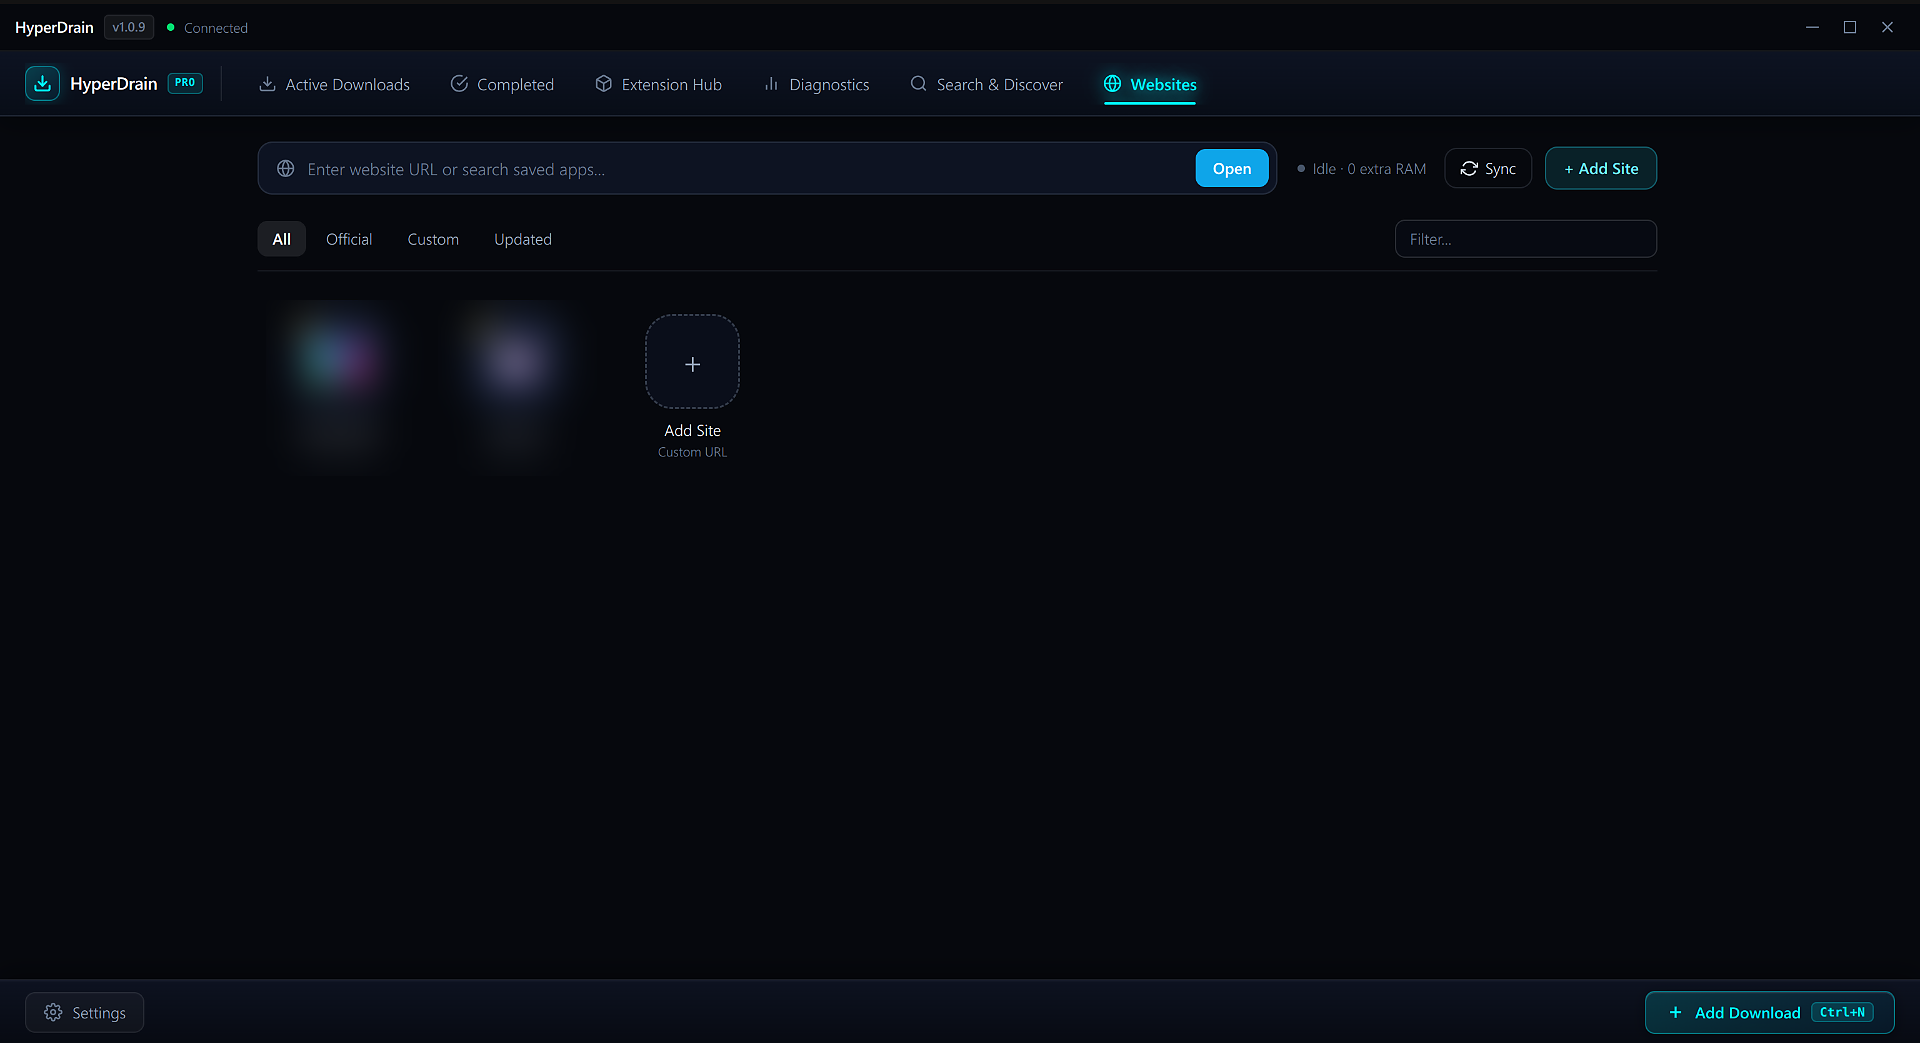 HyperDrain v1.0.9 Connected
HyperDrain PRO Active Downloads Completed Extension Hub Diagnostics Search & Discover Websites
Enter website URL or search saved apps... Open Idle · 0 extra RAM Sync + Add Site
All Official Custom Updated Filter...
+
Add Site
Custom URL
Settings + Add Download Ctrl+N